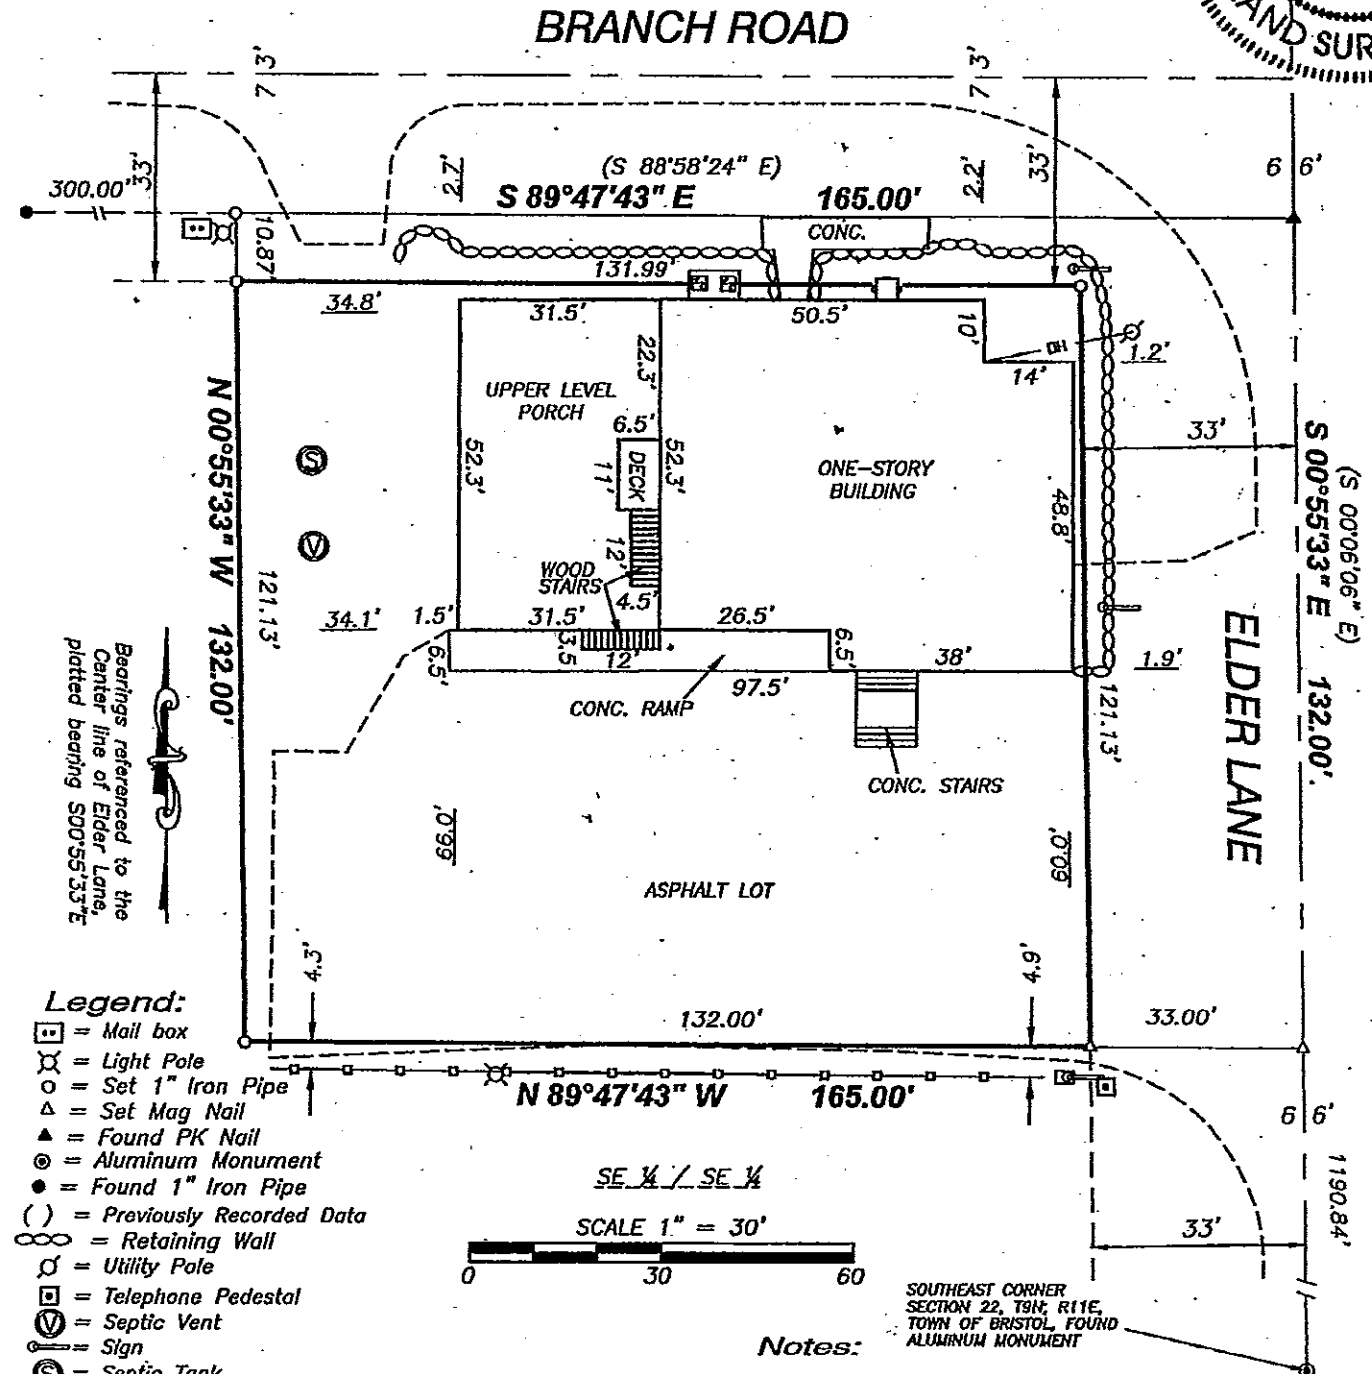 BRANCH ROAD
LAND SUR
7 3'
7 3'
33'
33'
300.00'
2.7'
(S 88°58'24" E)
2.2'
6 6'
S 89°47'43" E 165.00'
10.87'
CONC.
131.99'
34.8'
31.5'
50.5'
10'
22.3'
14'
1.2'
UPPER LEVEL
PORCH
6.5'
33'
52.3'
DECK
11'
52.3'
ONE-STORY
BUILDING
48.8'
N 00°55'33" W 132.00'
S
V
12'
WOOD
STAIRS
4.5'
121.13'
34.1'
1.5'
31.5'
26.5'
3.5
12'
6.5'
6.5'
38'
1.9'
97.5'
CONC. RAMP
121.13'
CONC. STAIRS
(S 00°06'06" E)
S 00°55'33" E 132.00'
ELDER LANE
Bearings referenced to the
Center line of Elder Lane,
platted bearing S00°55'33"E
66.0'
60.0'
ASPHALT LOT
4.3'
4.9'
132.00'
33.00'
N 89°47'43" W 165.00'
6 6'
1190.84'
33'
SE ¼ / SE ¼
SCALE 1" = 30'
0 30 60
Legend:
= Mail box
= Light Pole
= Set 1" Iron Pipe
= Set Mag Nail
= Found PK Nail
= Aluminum Monument
= Found 1" Iron Pipe
( ) = Previously Recorded Data
= Retaining Wall
= Utility Pole
= Telephone Pedestal
V = Septic Vent
= Sign
S = Septic Tank
SOUTHEAST CORNER
SECTION 22, T9N, R11E,
TOWN OF BRISTOL, FOUND
ALUMINUM MONUMENT
Notes: